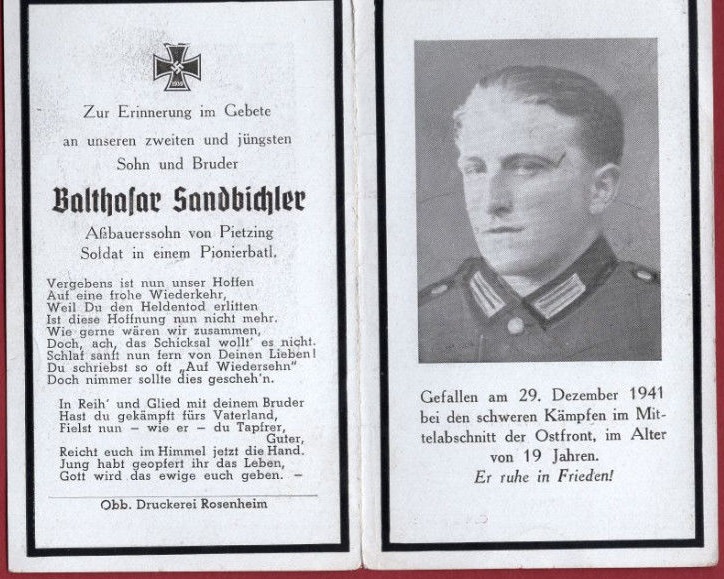 1939
Zur Erinnerung im Gebete
an unseren zweiten und jüngsten
Sohn und Bruder
Balthasar Sandbichler
Aßbauerssohn von Pietzing
Soldat in einem Pionierbatl.
Vergebens ist nun unser Hoffen
Auf eine frohe Wiederkehr,
Weil Du den Heldentod erlitten
Ist diese Hoffnung nun nicht mehr.
Wie gerne wären wir zusammen,
Doch, ach, das Schicksal wollt' es nicht.
Schlaf sanft nun fern von Deinen Lieben!
Du schriebst so oft „Auf Wiedersehn"
Doch nimmer sollte dies gescheh'n.
In Reih' und Glied mit deinem Bruder
Hast du gekämpft fürs Vaterland,
Fielst nun – wie er – du Tapfrer,
Guter,
Reicht euch im Himmel jetzt die Hand.
Jung habt geopfert ihr das Leben,
Gott wird das ewige euch geben. –
Obb. Druckerei Rosenheim
Gefallen am 29. Dezember 1941
bei den schweren Kämpfen im Mit-
telabschnitt der Ostfront, im Alter
von 19 Jahren.
Er ruhe in Frieden!